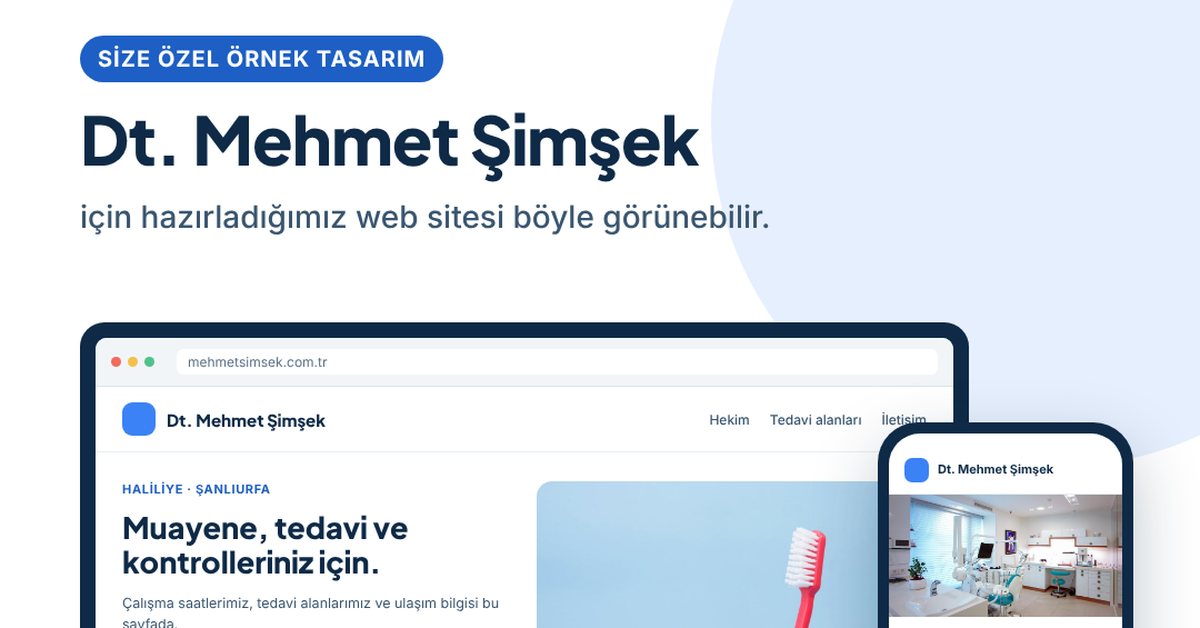 SİZE ÖZEL ÖRNEK TASARIM
Dt. Mehmet Şimşek
için hazırladığımız web sitesi böyle görünebilir.
mehmetsimsek.com.tr
Dt. Mehmet Şimşek
Hekim Tedavi alanları İletişim
Dt. Mehmet Şimşek
HALİLİYE · ŞANLIURFA
Muayene, tedavi ve
kontrolleriniz için.
Çalışma saatlerimiz, tedavi alanlarımız ve ulaşım bilgisi bu
sayfada.